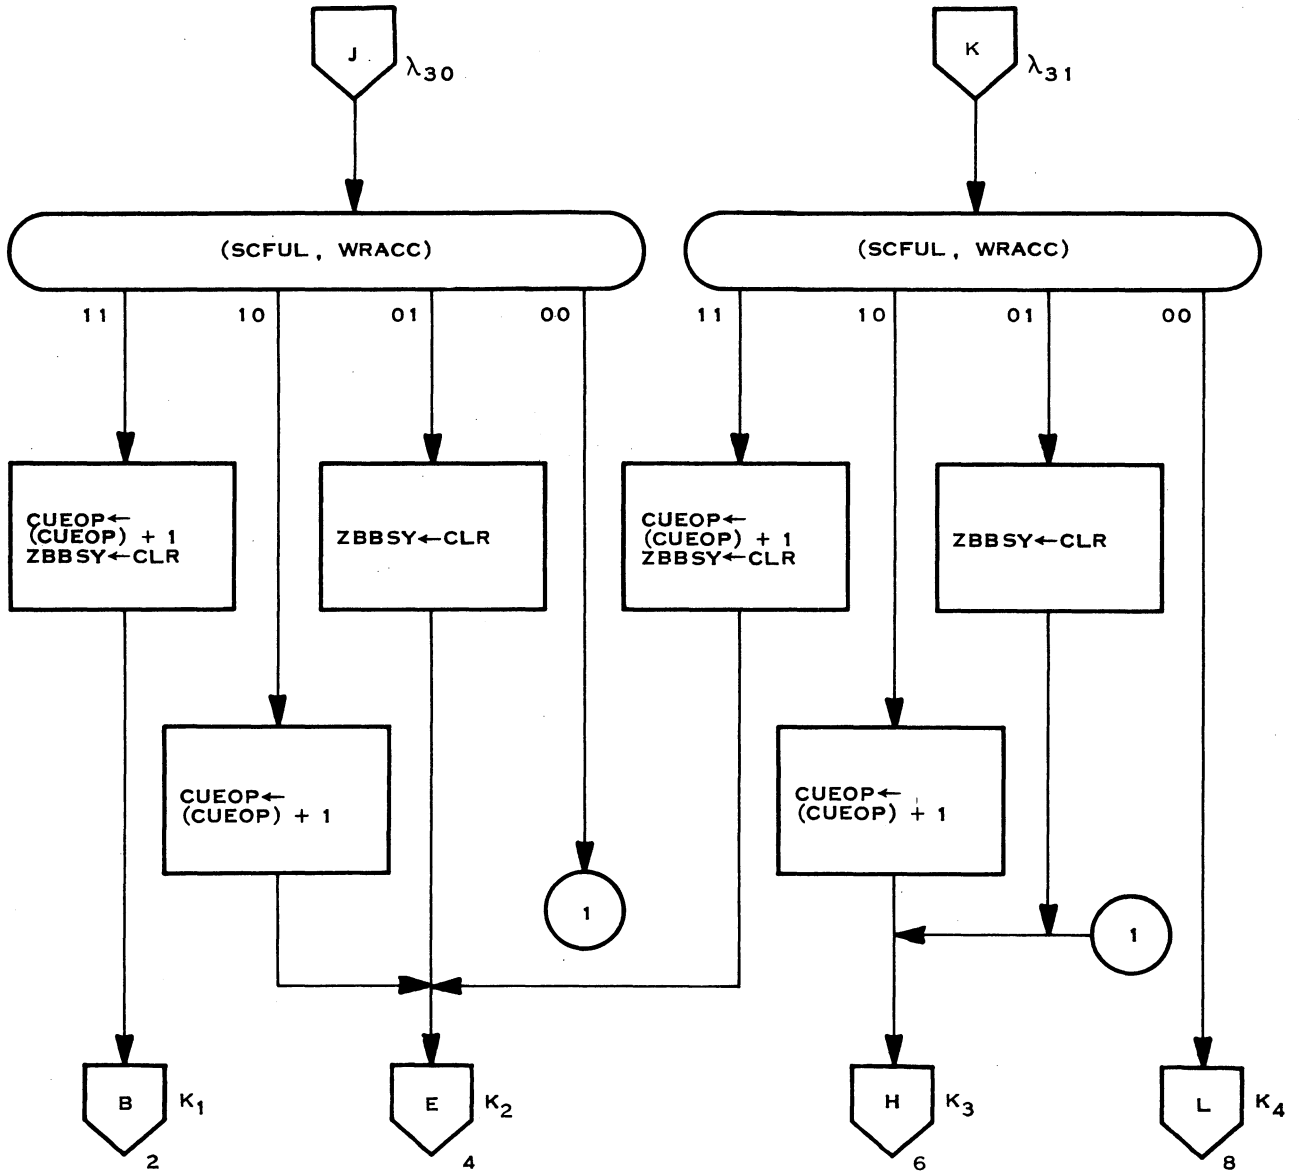 J
λ30
K
λ31
(SCFUL, WRACC)
(SCFUL, WRACC)
11
10
01
00
11
10
01
00
CUEOP←
(CUEOP) + 1
ZBBSY←CLR
ZBBSY←CLR
CUEOP←
(CUEOP) + 1
ZBBSY←CLR
ZBBSY←CLR
CUEOP←
(CUEOP) + 1
CUEOP←
(CUEOP) + 1
1
1
B
K1
2
E
K2
4
H
K3
6
L
K4
8